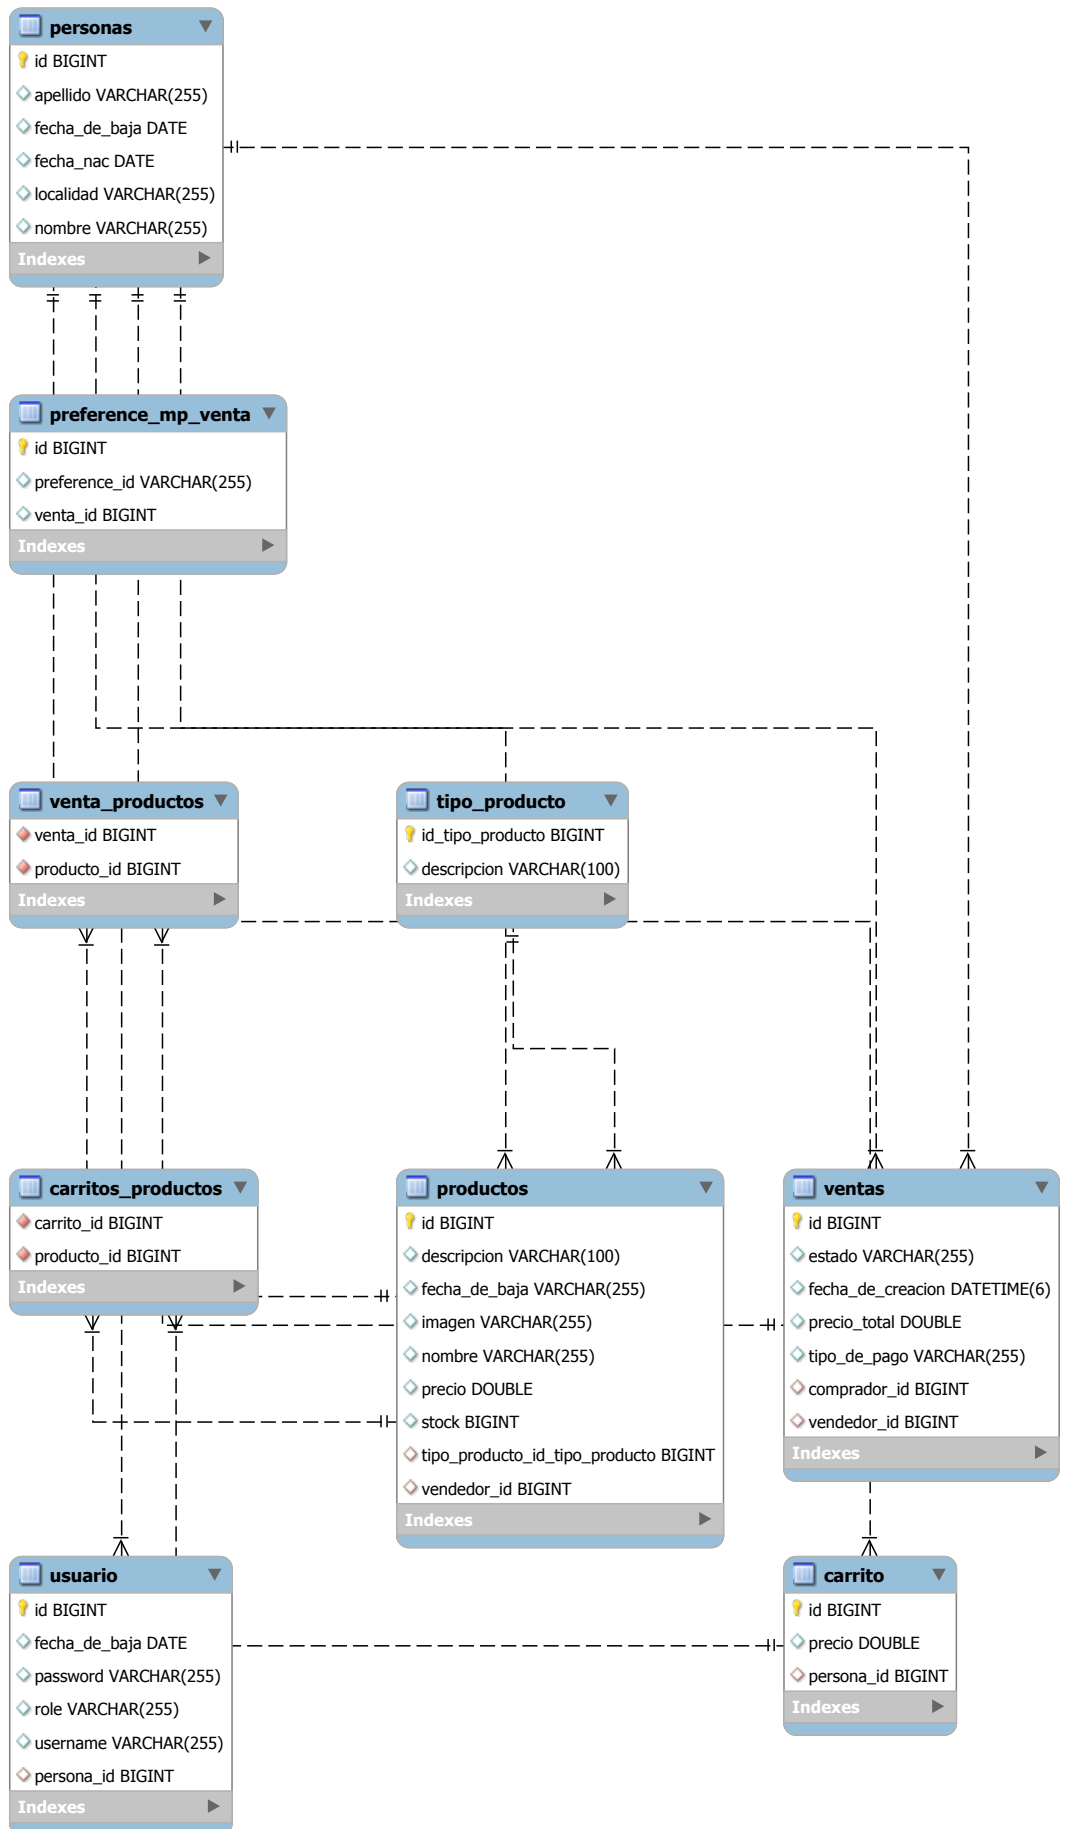 personas
id BIGINT
apellido VARCHAR(255)
fecha_de_baja DATE
fecha_nac DATE
localidad VARCHAR(255)
nombre VARCHAR(255)
Indexes
preference_mp_venta
id BIGINT
preference_id VARCHAR(255)
venta_id BIGINT
Indexes
venta_productos
venta_id BIGINT
producto_id BIGINT
Indexes
tipo_producto
id_tipo_producto BIGINT
descripcion VARCHAR(100)
Indexes
carritos_productos
carrito_id BIGINT
producto_id BIGINT
Indexes
productos
id BIGINT
descripcion VARCHAR(100)
fecha_de_baja VARCHAR(255)
imagen VARCHAR(255)
nombre VARCHAR(255)
precio DOUBLE
stock BIGINT
tipo_producto_id_tipo_producto BIGINT
vendedor_id BIGINT
Indexes
ventas
id BIGINT
estado VARCHAR(255)
fecha_de_creacion DATETIME(6)
precio_total DOUBLE
tipo_de_pago VARCHAR(255)
comprador_id BIGINT
vendedor_id BIGINT
Indexes
usuario
id BIGINT
fecha_de_baja DATE
password VARCHAR(255)
role VARCHAR(255)
username VARCHAR(255)
persona_id BIGINT
Indexes
carrito
id BIGINT
precio DOUBLE
persona_id BIGINT
Indexes